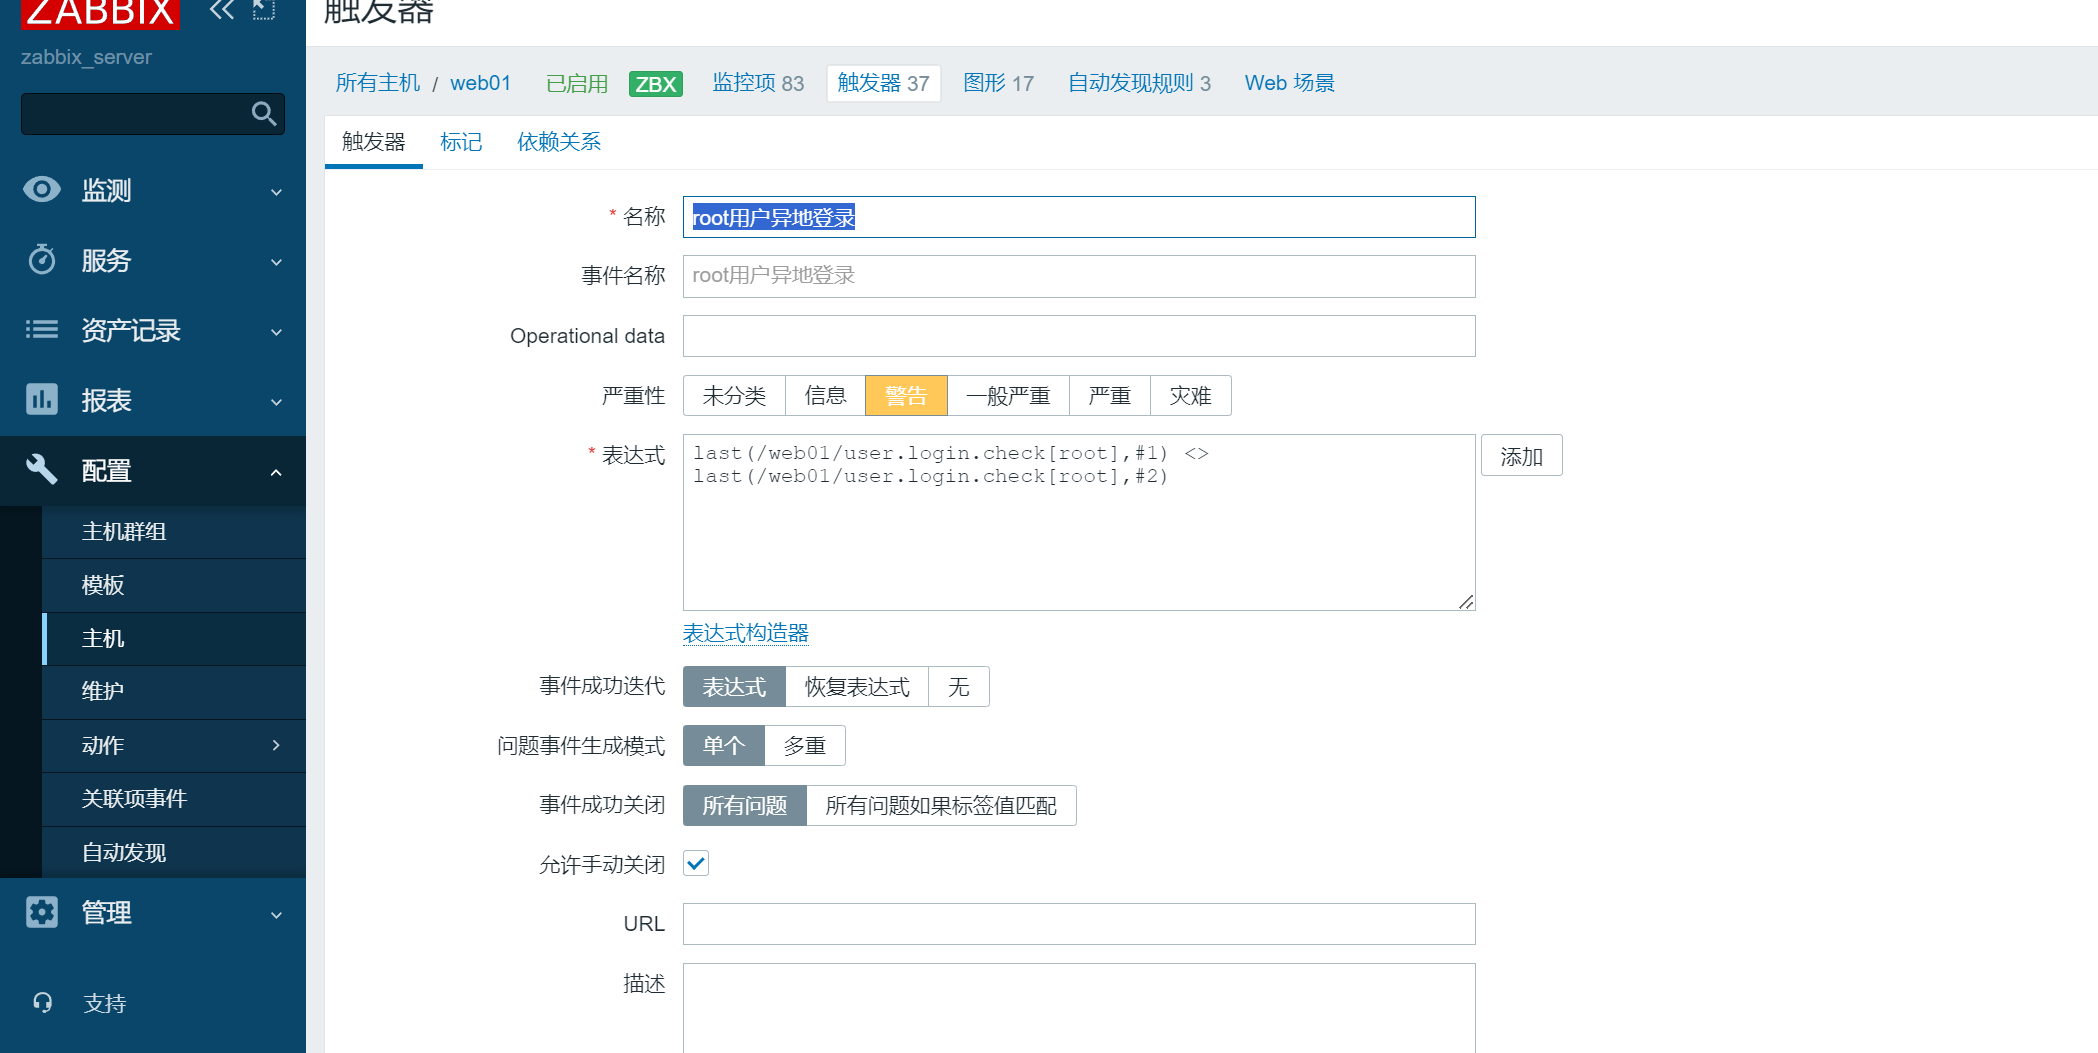 ZABBIX
zabbix_server
监测
服务
资产记录
报表
配置
主机群组
模板
主机
维护
动作
关联项事件
自动发现
管理
支持
触发器
所有主机 / web01 已启用 ZBX 监控项 83 触发器 37 图形 17 自动发现规则 3 Web 场景
触发器 标记 依赖关系
* 名称 root用户异地登录
事件名称 root用户异地登录
Operational data
严重性 未分类 信息 警告 一般严重 严重 灾难
* 表达式 last(/web01/user.login.check[root],#1) <> 添加
last(/web01/user.login.check[root],#2)
表达式构造器
事件成功迭代 表达式 恢复表达式 无
问题事件生成模式 单个 多重
事件成功关闭 所有问题 所有问题如果标签值匹配
允许手动关闭
URL
描述